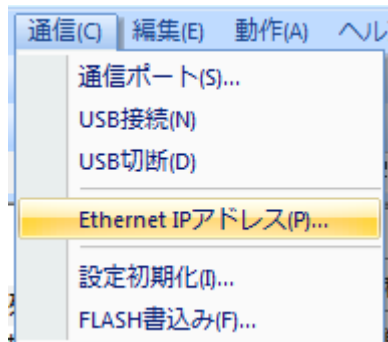 通信(C) 編集(E) 動作(A) ヘル
通信ポート(S)...
USB接続(N)
USB切断(D)
Ethernet IPアドレス(P)...
設定初期化(I)...
FLASH書込み(F)...